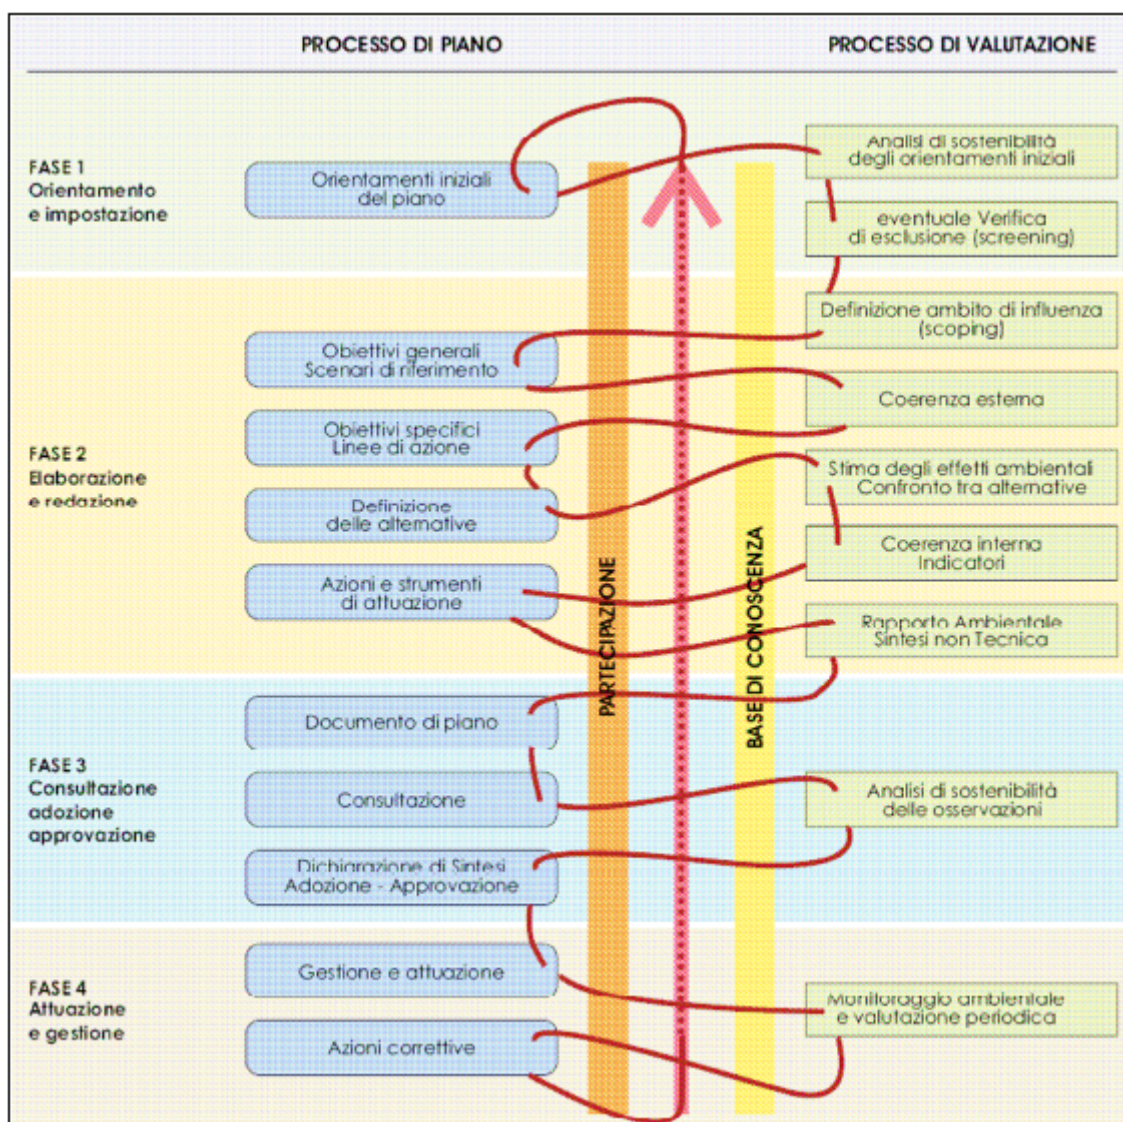 PROCESSO DI PIANO
PROCESSO DI VALUTAZIONE
FASE 1
Orientamento
e impostazione
Orientamenti iniziali
del piano
Analisi di sostenibilità
degli orientamenti iniziali
eventuale Verifica
di esclusione (screening)
FASE 2
Elaborazione
e redazione
Obiettivi generali
Scenari di riferimento
Obiettivi specifici
Linee di azione
Definizione
delle alternative
Azioni e strumenti
di attuazione
Definizione ambito di influenza
(scoping)
Coerenza esterna
Stima degli effetti ambientali
Confronto tra alternative
Coerenza interna
Indicatori
Rapporto Ambientale
Sintesi non Tecnica
PARTECIPAZIONE
BASE DI CONOSCENZA
FASE 3
Consultazione
adozione
approvazione
Documento di piano
Consultazione
Dichiarazione di Sintesi
Adozione - Approvazione
Analisi di sostenibilità
delle osservazioni
FASE 4
Attuazione
e gestione
Gestione e attuazione
Azioni correttive
Monitoraggio ambientale
e valutazione periodica